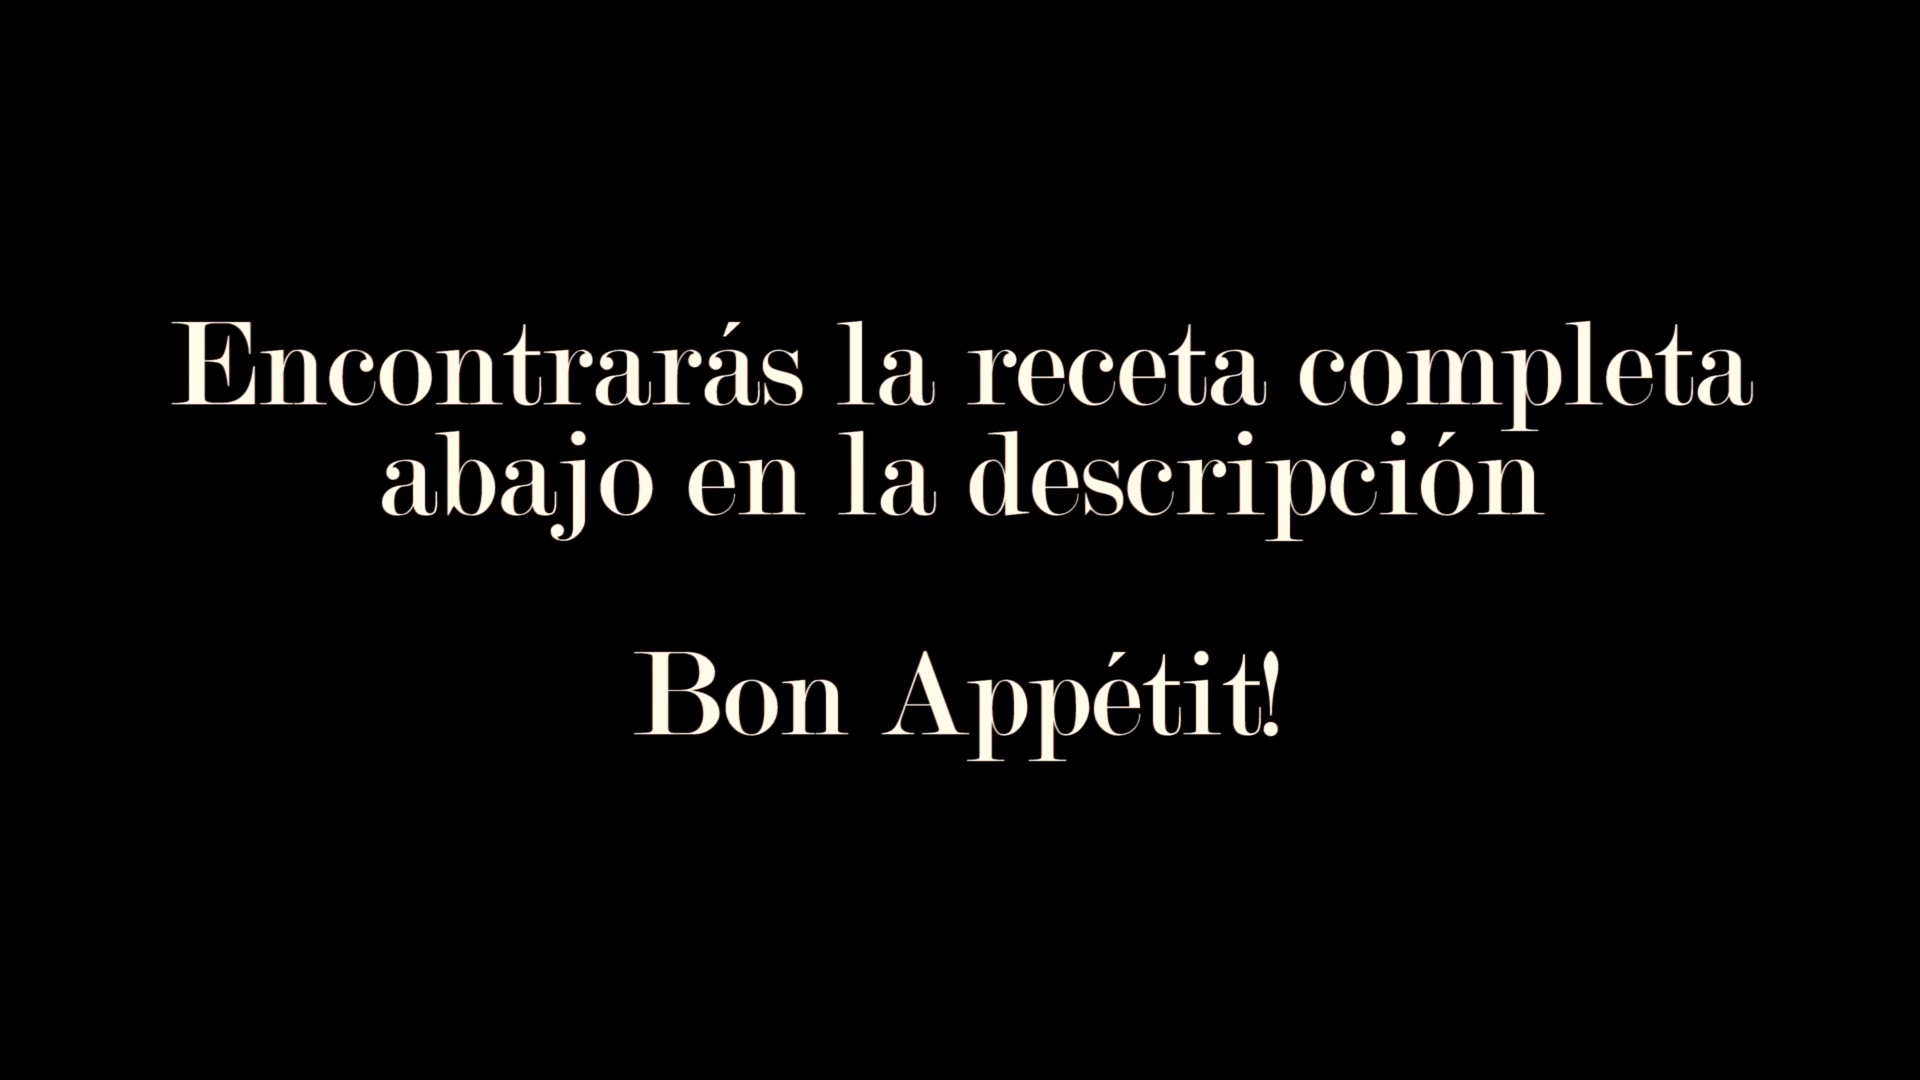 Encontrarás la receta completa
abajo en la descripción
Bon Appétit!